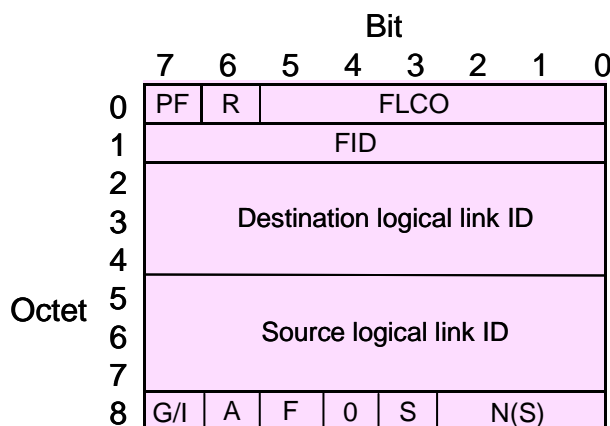 Bit
7 6 5 4 3 2 1 0
0 PF R FLCO
1 FID
2
3 Destination logical link ID
4
Octet 5
6 Source logical link ID
7
8 G/I A F 0 S N(S)